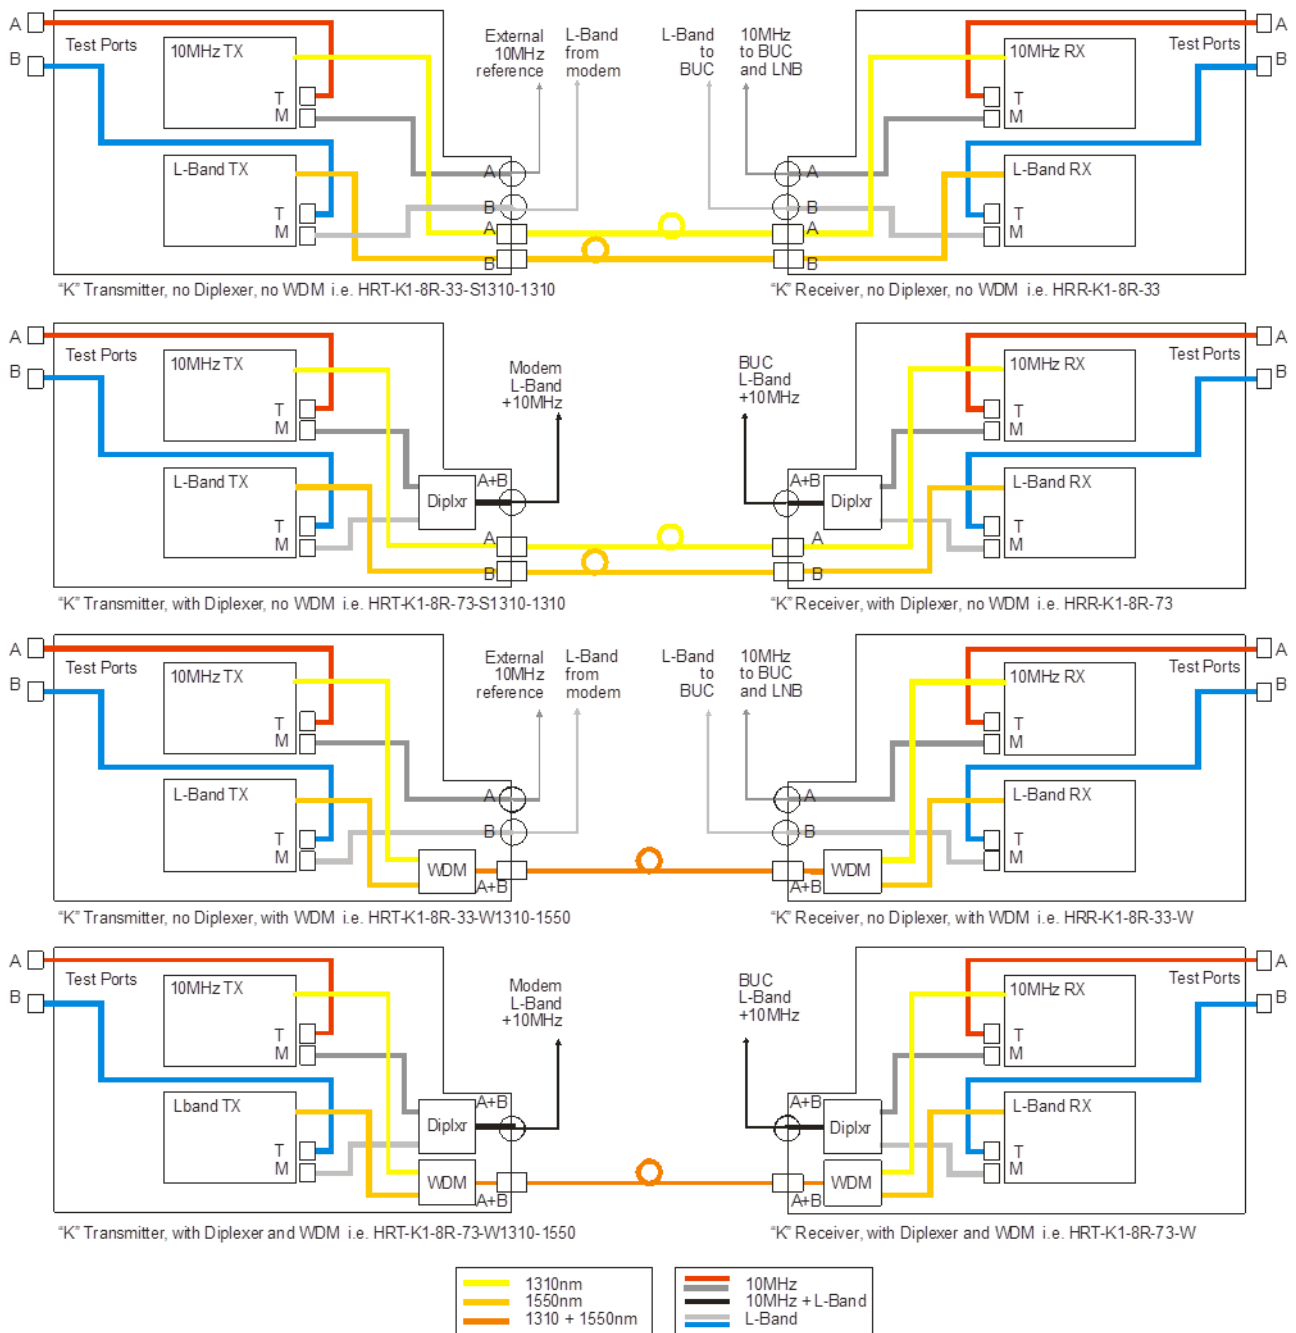 A
B
Test Ports
10MHz TX
T
M
L-Band TX
T
M
External
10MHz
reference
L-Band
from
modem
A
B
A
B
L-Band
to
BUC
10MHz
to BUC
and LNB
A
B
A
B
10MHz RX
T
M
L-Band RX
T
M
Test Ports
A
B
"K" Transmitter, no Diplexer, no WDM i.e. HRT-K1-8R-33-S1310-1310
"K" Receiver, no Diplexer, no WDM i.e. HRR-K1-8R-33
A
B
Test Ports
10MHz TX
T
M
L-Band TX
T
M
Diplxr
A+B
A
B
Modem
L-Band
+10MHz
BUC
L-Band
+10MHz
A+B
Diplxr
A
B
10MHz RX
T
M
L-Band RX
T
M
Test Ports
A
B
"K" Transmitter, with Diplexer, no WDM i.e. HRT-K1-8R-73-S1310-1310
"K" Receiver, with Diplexer, no WDM i.e. HRR-K1-8R-73
A
B
Test Ports
10MHz TX
T
M
L-Band TX
T
M
External
10MHz
reference
L-Band
from
modem
A
B
WDM
A+B
L-Band
to
BUC
10MHz
to BUC
and LNB
A
B
A+B
WDM
10MHz RX
T
M
L-Band RX
T
M
Test Ports
A
B
"K" Transmitter, no Diplexer, with WDM i.e. HRT-K1-8R-33-W1310-1550
"K" Receiver, no Diplexer, with WDM i.e. HRR-K1-8R-33-W
A
B
Test Ports
10MHz TX
T
M
Lband TX
T
M
Diplxr
A+B
WDM
A+B
Modem
L-Band
+10MHz
BUC
L-Band
+10MHz
A+B
Diplxr
A+B
WDM
10MHz RX
T
M
L-Band RX
T
M
Test Ports
A
B
"K" Transmitter, with Diplexer and WDM i.e. HRT-K1-8R-73-W1310-1550
"K" Receiver, with Diplexer and WDM i.e. HRT-K1-8R-73-W
1310nm
1550nm
1310 + 1550nm
10MHz
10MHz + L-Band
L-Band